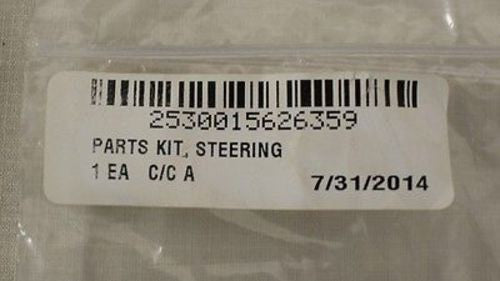 2530015626359
PARTS KIT, STEERING
1 EA C/C A
7/31/2014